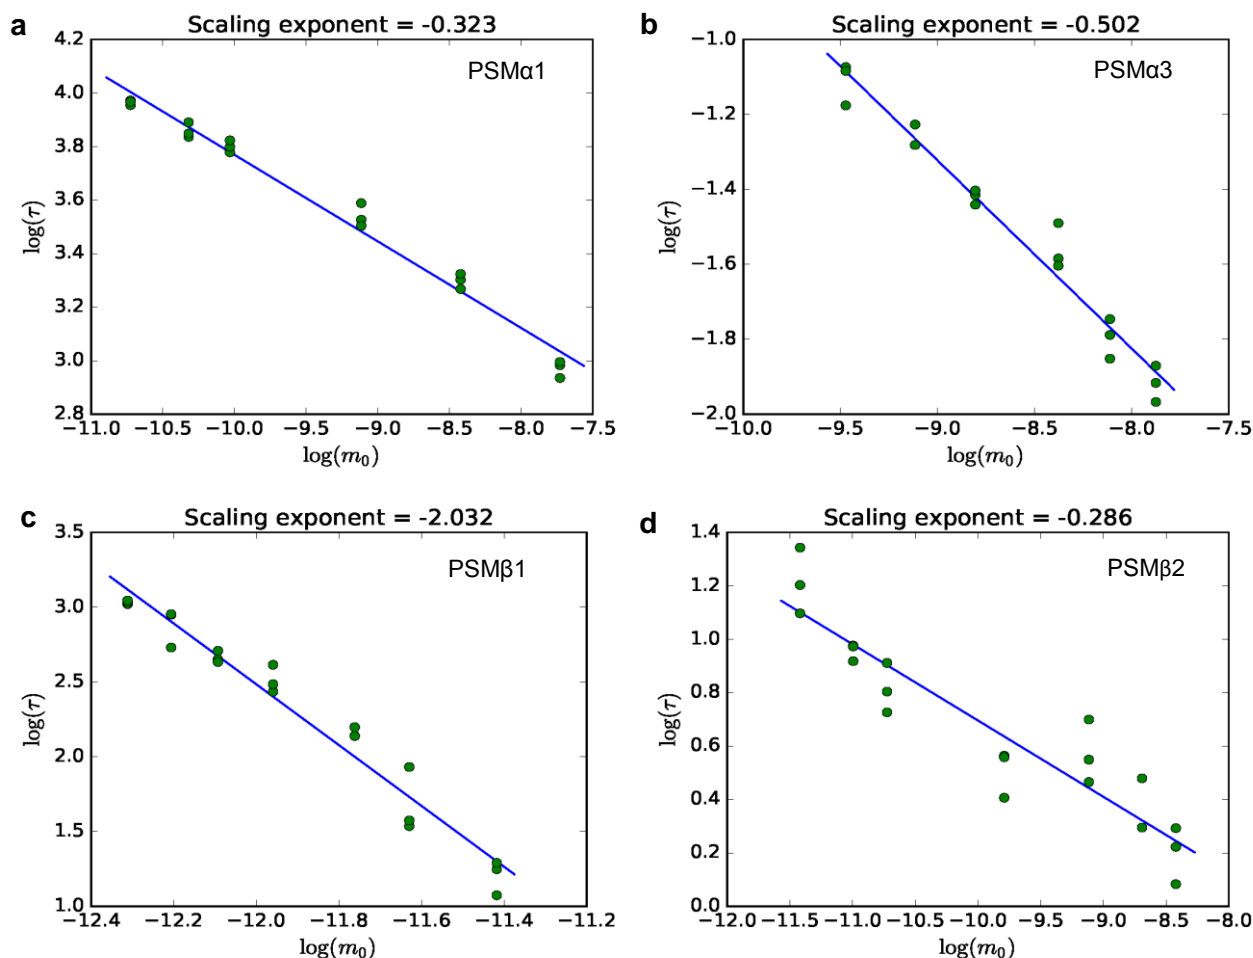 a
Scaling exponent = -0.323
PSMα1
4.2
4.0
3.8
3.6
3.4
3.2
3.0
2.8
log(τ)
−11.0 −10.5 −10.0 −9.5 −9.0 −8.5 −8.0 −7.5
log(m₀)
b
Scaling exponent = -0.502
PSMα3
−1.0
−1.2
−1.4
−1.6
−1.8
−2.0
log(τ)
−10.0 −9.5 −9.0 −8.5 −8.0 −7.5
log(m₀)
c
Scaling exponent = -2.032
PSMβ1
3.5
3.0
2.5
2.0
1.5
1.0
log(τ)
−12.4 −12.2 −12.0 −11.8 −11.6 −11.4 −11.2
log(m₀)
d
Scaling exponent = -0.286
PSMβ2
1.4
1.2
1.0
0.8
0.6
0.4
0.2
0.0
log(τ)
−12.0 −11.5 −11.0 −10.5 −10.0 −9.5 −9.0 −8.5 −8.0
log(m₀)